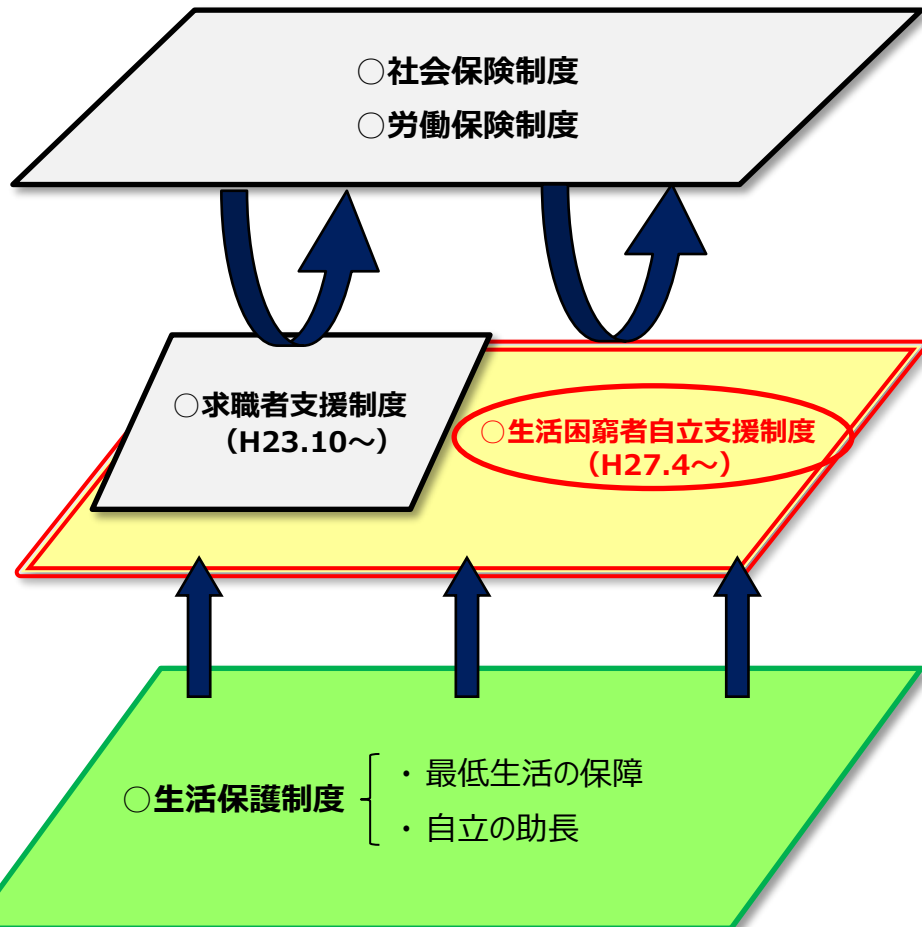 ○社会保険制度
○労働保険制度
○求職者支援制度
（H23.10～）
○生活困窮者自立支援制度
（H27.4～）
○生活保護制度
・最低生活の保障
・自立の助長